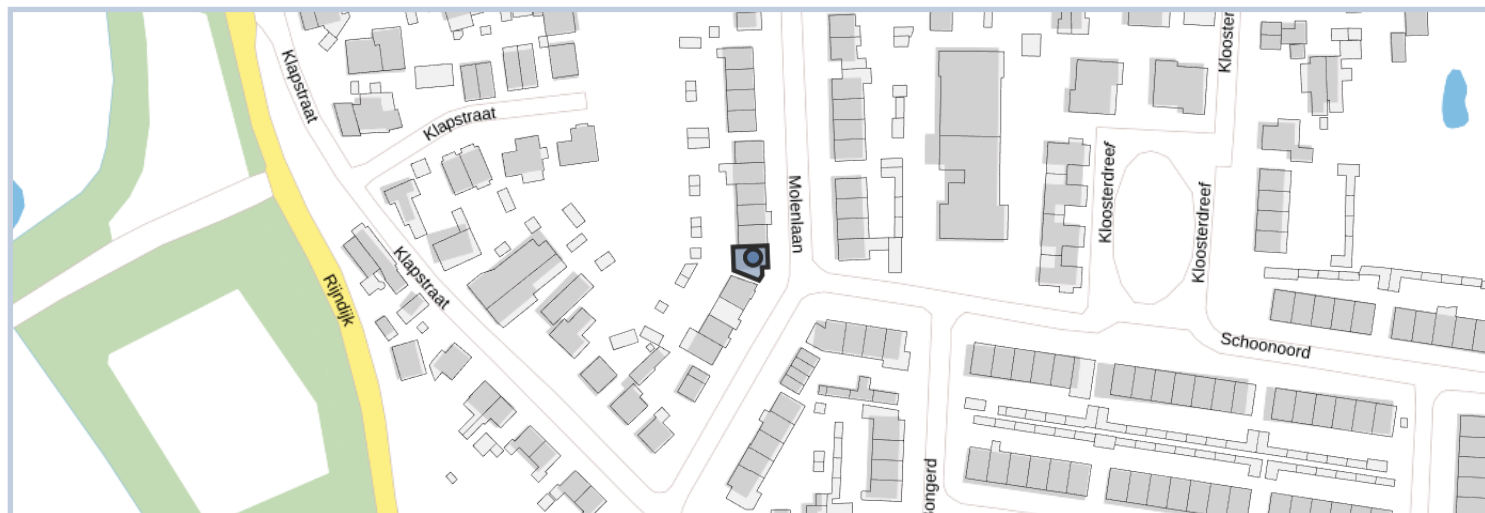 Klapstraat
Klooster
Klapstraat
Molenlaan
Kloosterdreef
Kloosterdreef
Klapstraat
Rijndijk
Schoonoord
ongerd